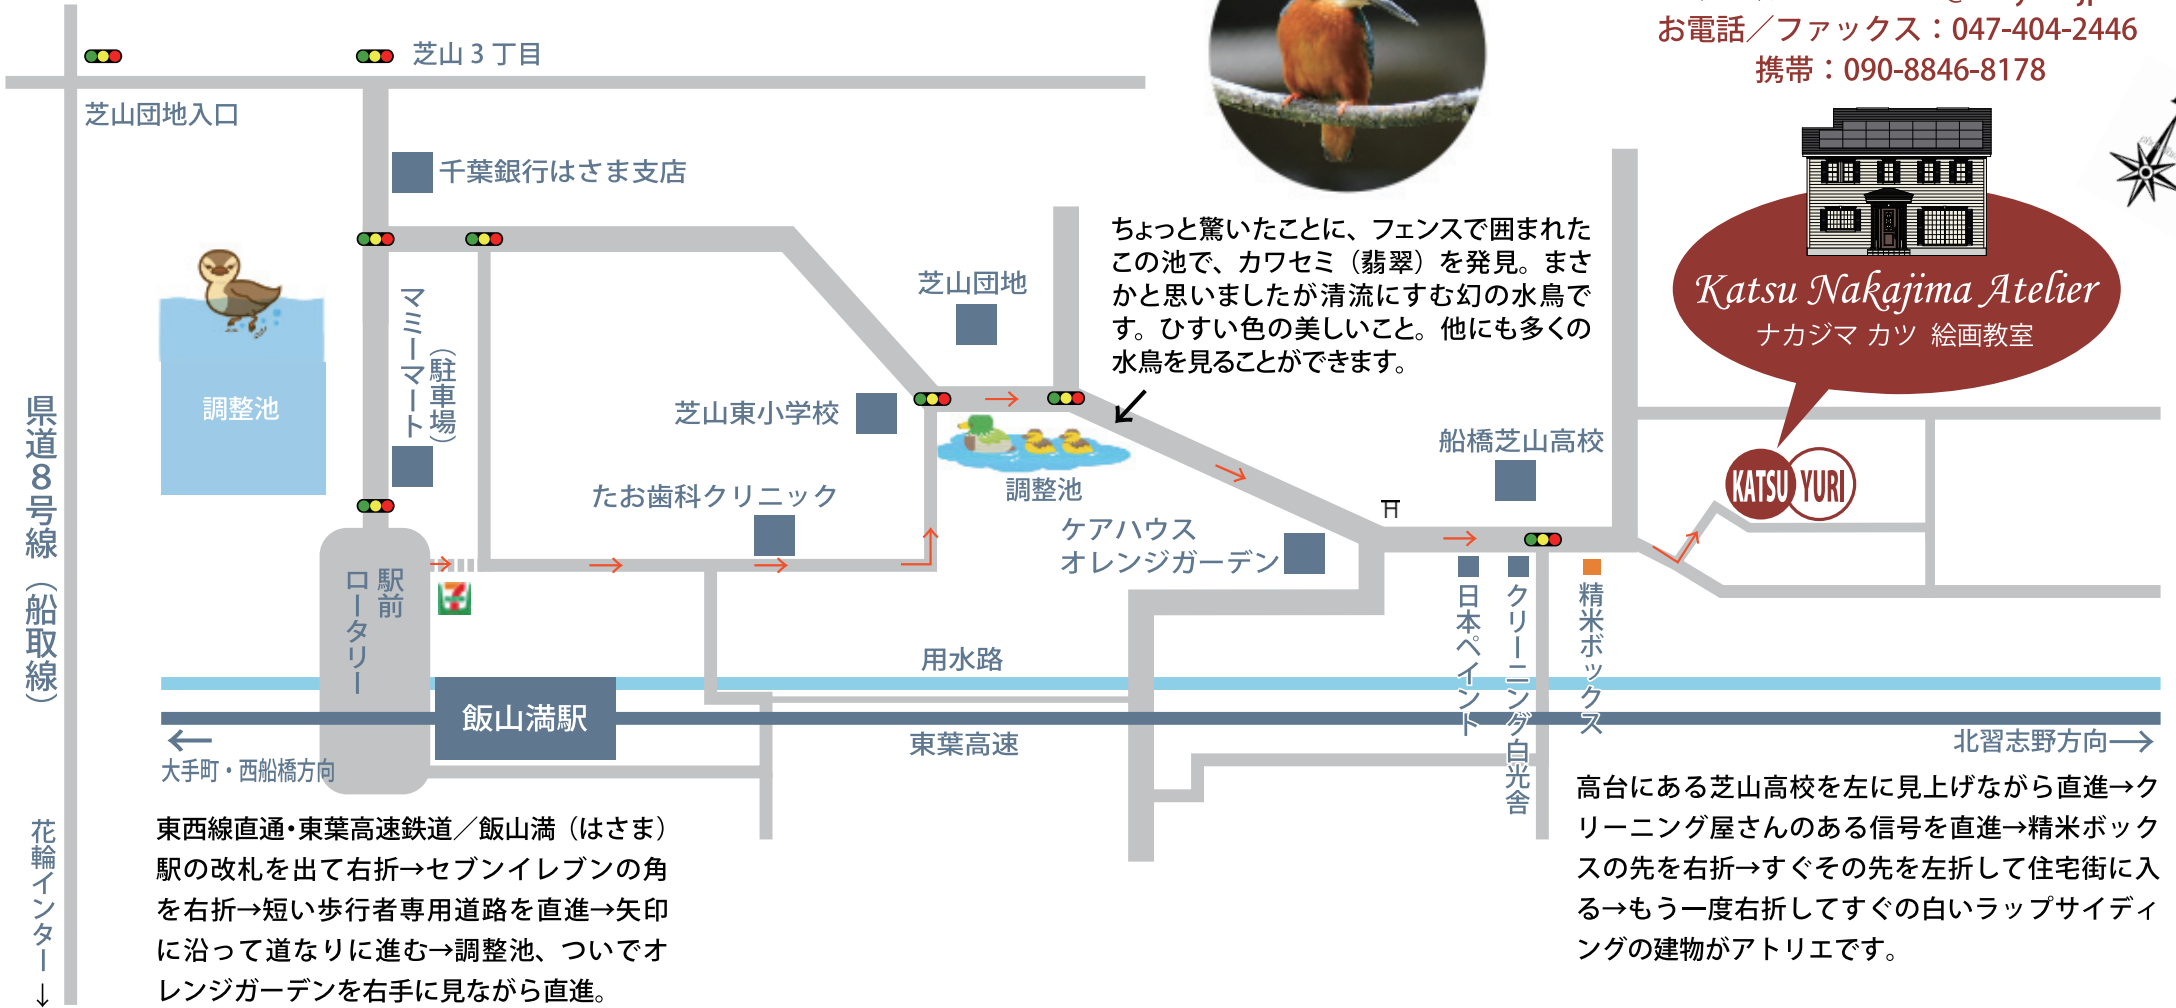 お電話／ファックス：047-404-2446
携帯：090-8846-8178
芝山３丁目
芝山団地入口
千葉銀行はさま支店
マミーマート
（駐車場）
調整池
県道８号線（船取線）
花輪インター↓
芝山団地
ちょっと驚いたことに、フェンスで囲まれた
この池で、カワセミ（翡翠）を発見。まさ
かと思いましたが清流にすむ幻の水鳥で
す。ひすい色の美しいこと。他にも多くの
水鳥を見ることができます。
Katsu Nakajima Atelier
ナカジマ カツ 絵画教室
KATSU YURI
芝山東小学校
調整池
たお歯科クリニック
ケアハウス
オレンジガーデン
船橋芝山高校
日本ペイント
クリーニング白光舎
精米ボックス
駅前
ロータリー
7
用水路
飯山満駅
東葉高速
←
大手町・西船橋方向
北習志野方向→
東西線直通・東葉高速鉄道／飯山満（はさま）
駅の改札を出て右折→セブンイレブンの角
を右折→短い歩行者専用道路を直進→矢印
に沿って道なりに進む→調整池、ついでオ
レンジガーデンを右手に見ながら直進。
高台にある芝山高校を左に見上げながら直進→ク
リーニング屋さんのある信号を直進→精米ボック
スの先を右折→すぐその先を左折して住宅街に入
る→もう一度右折してすぐの白いラップサイディ
ングの建物がアトリエです。